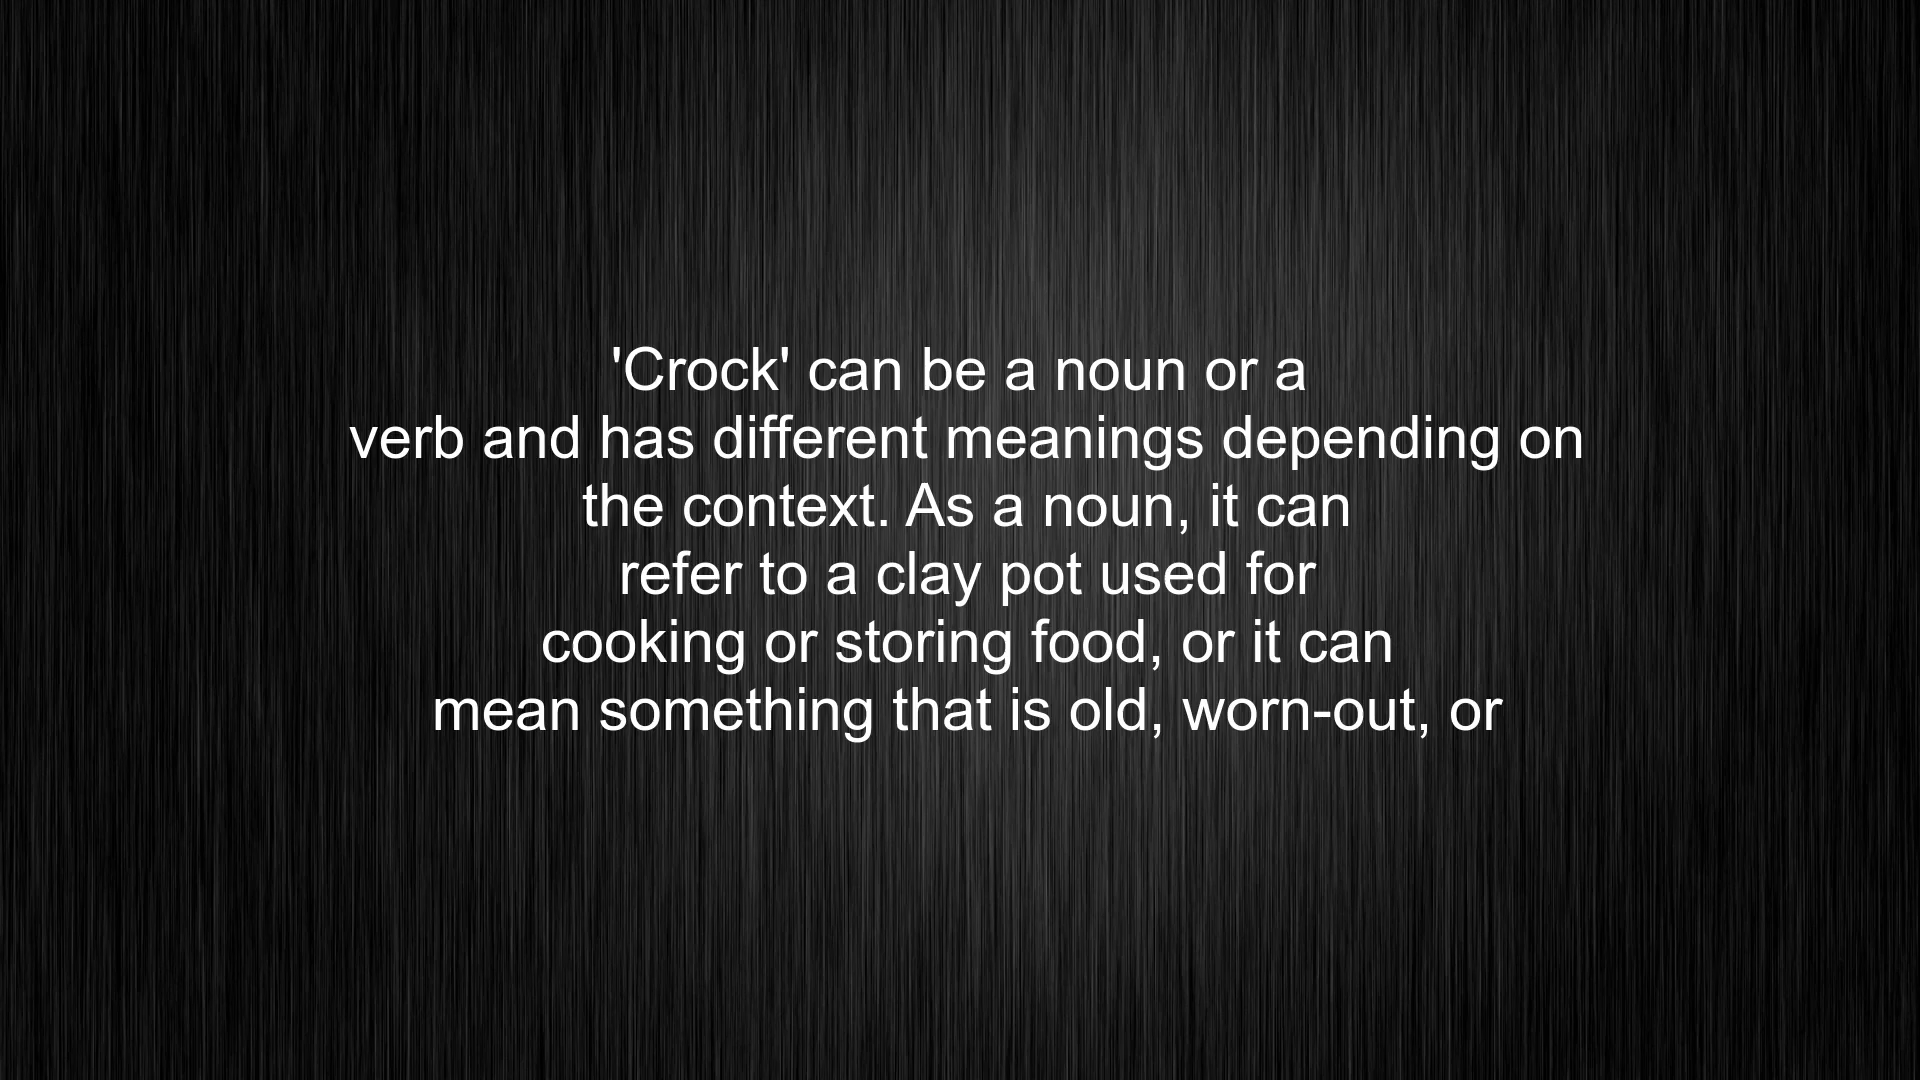 'Crock' can be a noun or a
verb and has different meanings depending on
the context. As a noun, it can
refer to a clay pot used for
cooking or storing food, or it can
mean something that is old, worn-out, or